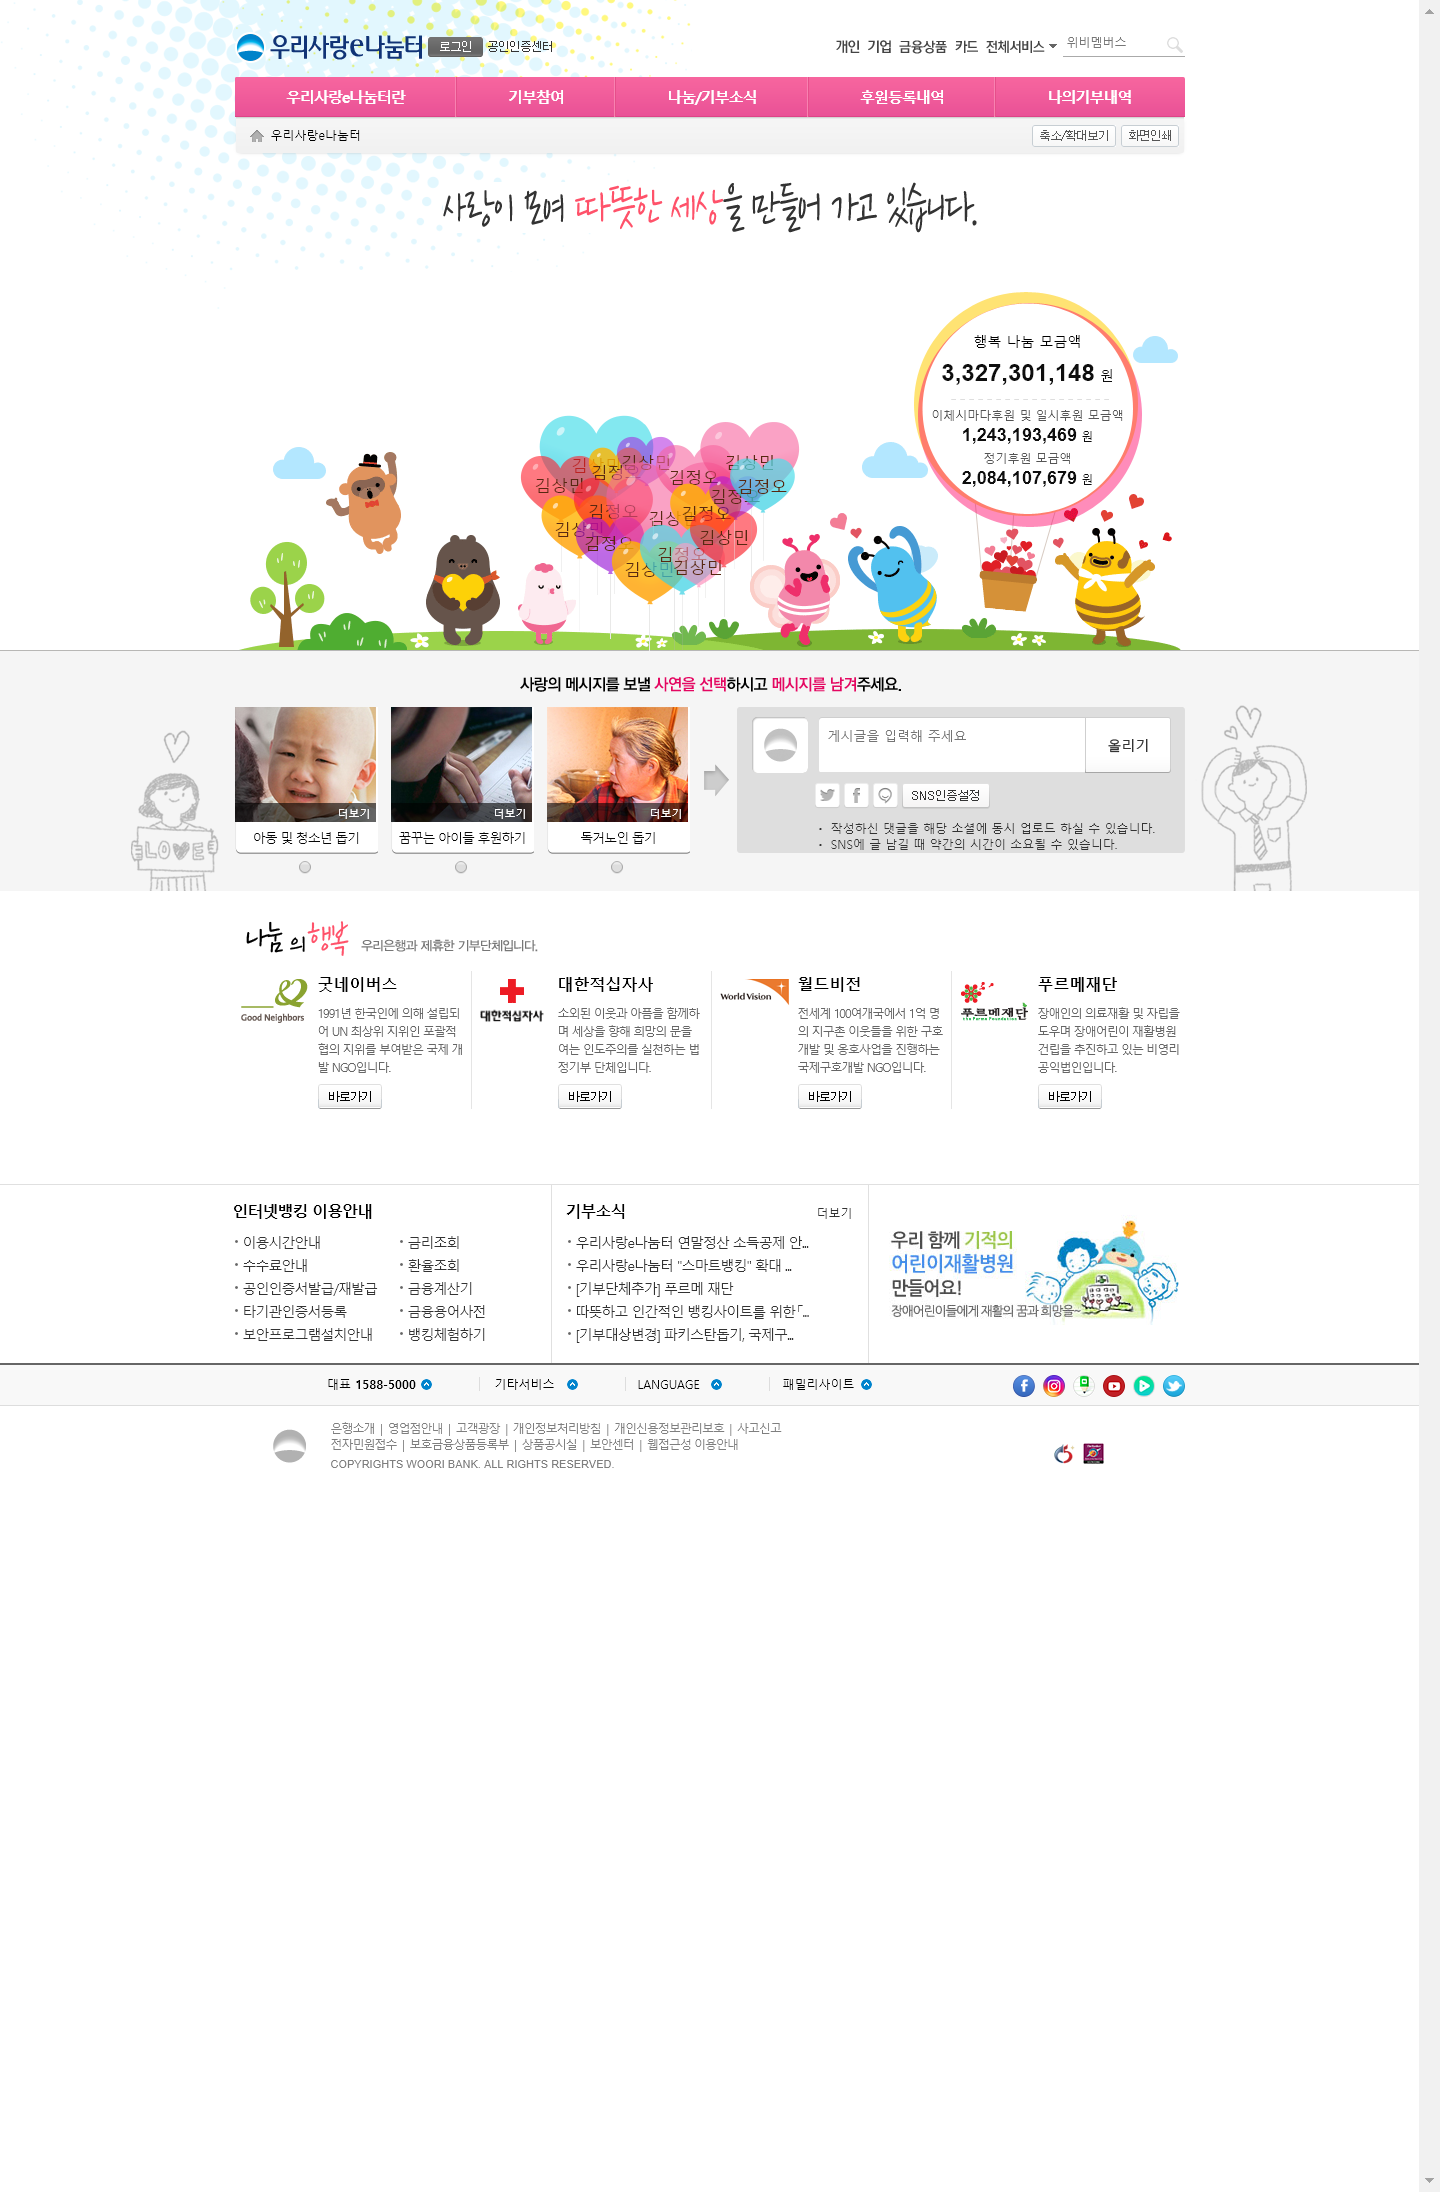 우리사랑e나눔터 로그인 공인인증센터
개인 기업 금융상품 카드 전체서비스 위비멤버스
우리사랑e나눔터란 기부참여 나눔/기부소식 후원등록내역 나의기부내역
우리사랑e나눔터 축소/확대보기 화면인쇄
사랑이 모여 따뜻한 세상을 만들어 가고 있습니다.
행복 나눔 모금액
3,327,301,148 원
이체시마다후원 및 일시후원 모금액
1,243,193,469 원
정기후원 모금액
2,084,107,679 원
김상민
김정오
김상민
김상민
김정오
김정오
김상민
김정오
김정오
김상민
김정오
김상민
김정오
김상민
김정오
김상민
김상민
사랑의 메시지를 보낼 사연을 선택하시고 메시지를 남겨주세요.
더보기 더보기 더보기
아동 및 청소년 돕기 꿈꾸는 아이들 후원하기 독거노인 돕기
LOVE
게시글을 입력해 주세요 올리기
SNS인증설정
· 작성하신 댓글을 해당 소셜에 동시 업로드 하실 수 있습니다.
· SNS에 글 남길 때 약간의 시간이 소요될 수 있습니다.
나눔의 행복 우리은행과 제휴한 기부단체입니다.
Good Neighbors
굿네이버스
1991년 한국인에 의해 설립되
어 UN 최상위 지위인 포괄적
협의 지위를 부여받은 국제 개
발 NGO입니다.
바로가기
대한적십자사
대한적십자사
소외된 이웃과 아픔을 함께하
며 세상을 향해 희망의 문을
여는 인도주의를 실천하는 법
정기부 단체입니다.
바로가기
World Vision
월드비전
전세계 100여개국에서 1억 명
의 지구촌 이웃들을 위한 구호
개발 및 옹호사업을 진행하는
국제구호개발 NGO입니다.
바로가기
푸르메재단
the Purme Foundation
푸르메재단
장애인의 의료재활 및 자립을
도우며 장애어린이 재활병원
건립을 추진하고 있는 비영리
공익법인입니다.
바로가기
인터넷뱅킹 이용안내
· 이용시간안내 · 금리조회
· 수수료안내 · 환율조회
· 공인인증서발급/재발급 · 금융계산기
· 타기관인증서등록 · 금융용어사전
· 보안프로그램설치안내 · 뱅킹체험하기
기부소식 더보기
· 우리사랑e나눔터 연말정산 소득공제 안...
· 우리사랑e나눔터 "스마트뱅킹" 확대 ...
· [기부단체추가] 푸르메 재단
· 따뜻하고 인간적인 뱅킹사이트를 위한「...
· [기부대상변경] 파키스탄돕기, 국제구...
우리 함께 기적의
어린이재활병원
만들어요!
장애어린이들에게 재활의 꿈과 희망을~
대표 1588-5000 기타서비스 LANGUAGE 패밀리사이트
은행소개 | 영업점안내 | 고객광장 | 개인정보처리방침 | 개인신용정보관리보호 | 사고신고
전자민원접수 | 보호금융상품등록부 | 상품공시실 | 보안센터 | 웹접근성 이용안내
COPYRIGHTS WOORI BANK. ALL RIGHTS RESERVED.